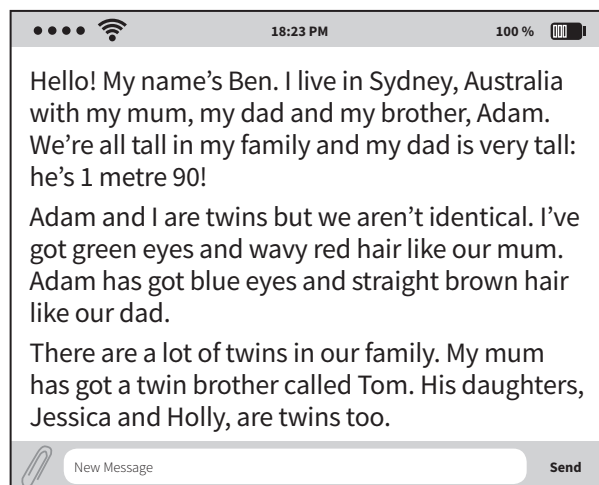 18:23 PM
100 %
Hello! My name’s Ben. I live in Sydney, Australia
with my mum, my dad and my brother, Adam.
We’re all tall in my family and my dad is very tall:
he’s 1 metre 90!
Adam and I are twins but we aren’t identical. I’ve
got green eyes and wavy red hair like our mum.
Adam has got blue eyes and straight brown hair
like our dad.
There are a lot of twins in our family. My mum
has got a twin brother called Tom. His daughters,
Jessica and Holly, are twins too.
New Message
Send